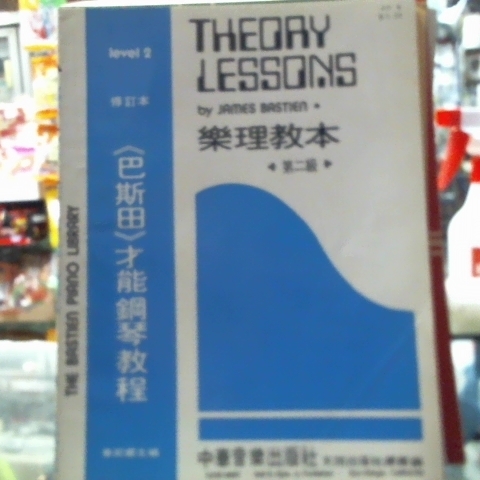 THEORY
LESSONS
by JAMES BASTIEN
樂理教本
◄ 第二級 ►
level 2
修訂本
《巴斯田》才能鋼琴教程
THE BASTIEN PIANO LIBRARY
中華音樂出版社